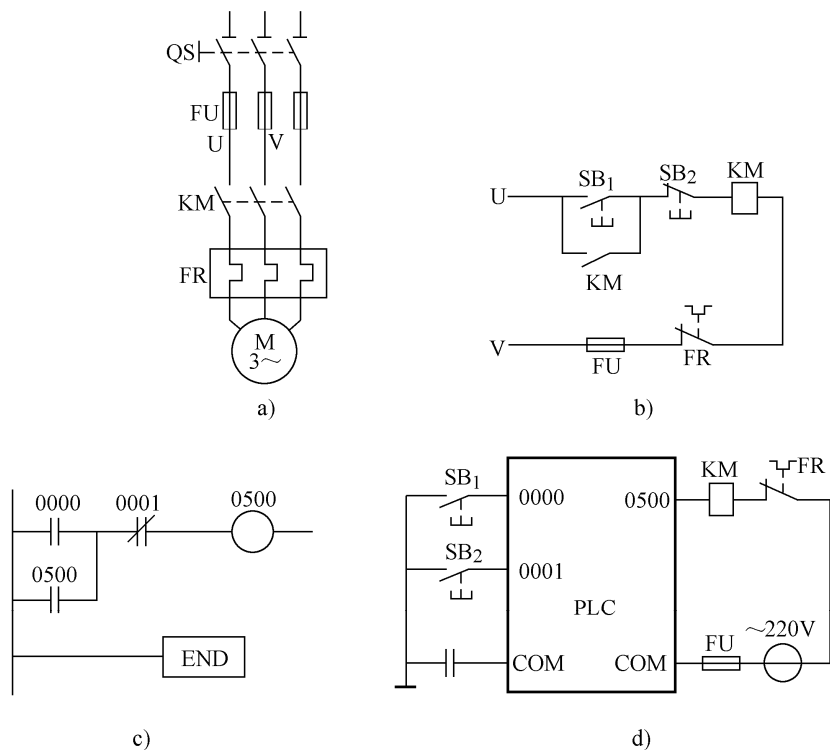 QS
FU
U V
KM
FR
M
3～
a)
SB₁ SB₂ KM
U
KM
V
FU FR
b)
0000 0001 0500
0500
END
c)
SB₁ KM FR
0000 0500
SB₂
0001
PLC
～220V
FU
COM COM
d)